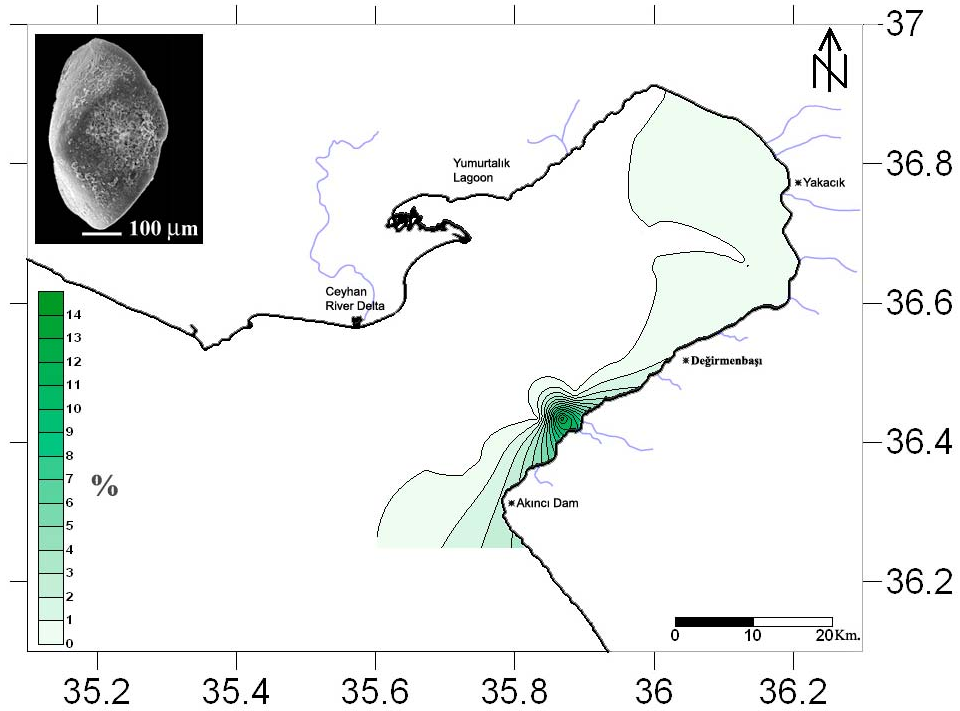 37
N
100 µm
36.8
Yumurtalık
Lagoon
Yakacık
Ceyhan
River Delta
36.6
14
13
12
11
10
9
8
7
6
5
4
3
2
1
0
%
Değirmenbaşı
36.4
Akıncı Dam
36.2
0 10 20 Km.
35.2 35.4 35.6 35.8 36 36.2